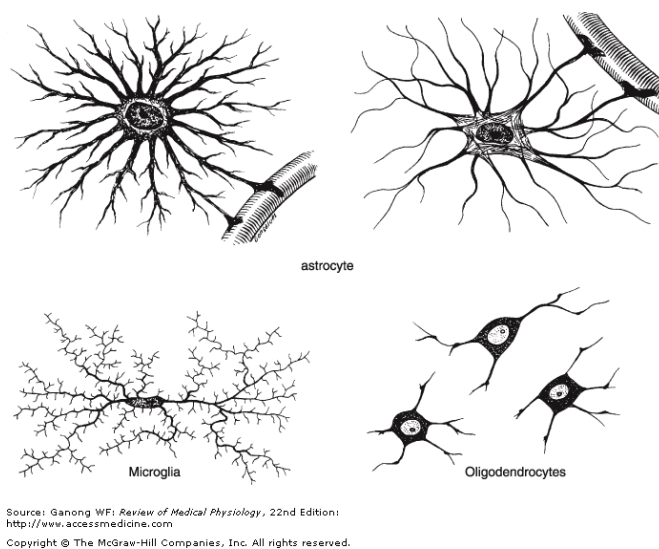 astrocyte
Microglia
Oligodendrocytes
Source: Ganong WF: Review of Medical Physiology, 22nd Edition:
http://www.accessmedicine.com
Copyright © The McGraw-Hill Companies, Inc. All rights reserved.